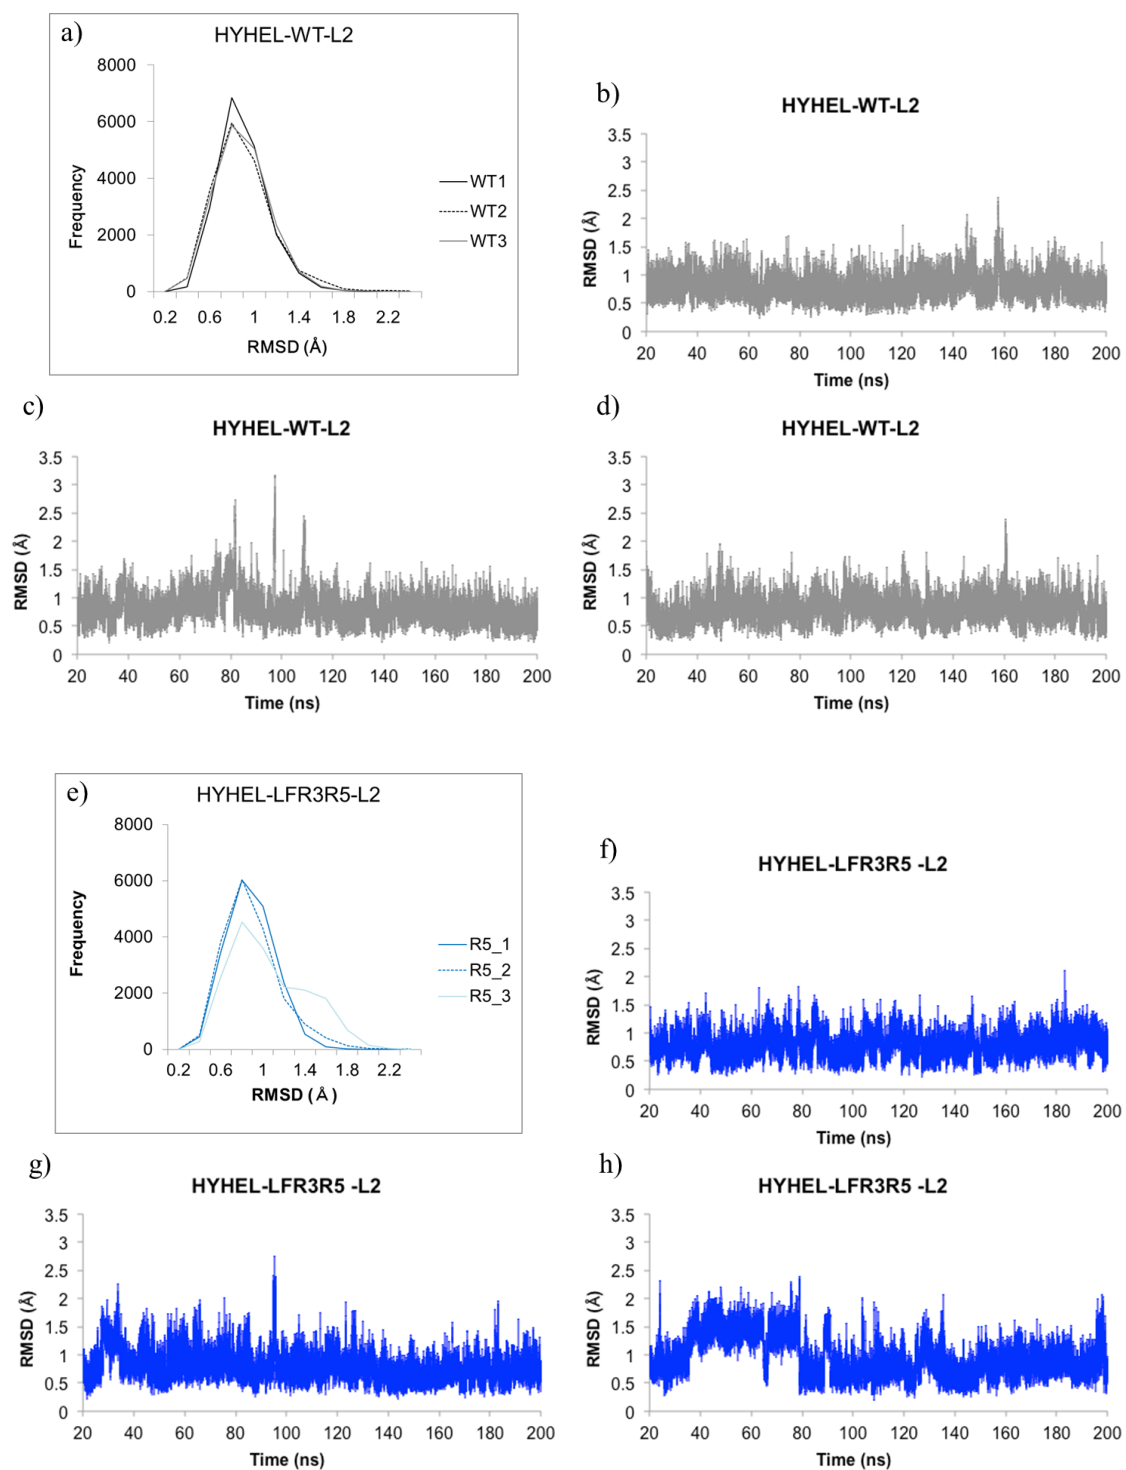 a)
HYHEL-WT-L2
8000
6000
4000
2000
0
Frequency
0.2 0.6 1 1.4 1.8 2.2
RMSD (Å)
WT1
WT2
WT3
b)
HYHEL-WT-L2
3.5
3
2.5
2
1.5
1
0.5
0
RMSD (Å)
20 40 60 80 100 120 140 160 180 200
Time (ns)
c)
HYHEL-WT-L2
3.5
3
2.5
2
1.5
1
0.5
0
RMSD (Å)
20 40 60 80 100 120 140 160 180 200
Time (ns)
d)
HYHEL-WT-L2
3.5
3
2.5
2
1.5
1
0.5
0
RMSD (Å)
20 40 60 80 100 120 140 160 180 200
Time (ns)
e)
HYHEL-LFR3R5-L2
8000
6000
4000
2000
0
Frequency
0.2 0.6 1 1.4 1.8 2.2
RMSD (Å)
R5_1
R5_2
R5_3
f)
HYHEL-LFR3R5 -L2
3.5
3
2.5
2
1.5
1
0.5
0
RMSD (Å)
20 40 60 80 100 120 140 160 180 200
Time (ns)
g)
HYHEL-LFR3R5 -L2
3.5
3
2.5
2
1.5
1
0.5
0
RMSD (Å)
20 40 60 80 100 120 140 160 180 200
Time (ns)
h)
HYHEL-LFR3R5 -L2
3.5
3
2.5
2
1.5
1
0.5
0
RMSD (Å)
20 40 60 80 100 120 140 160 180 200
Time (ns)